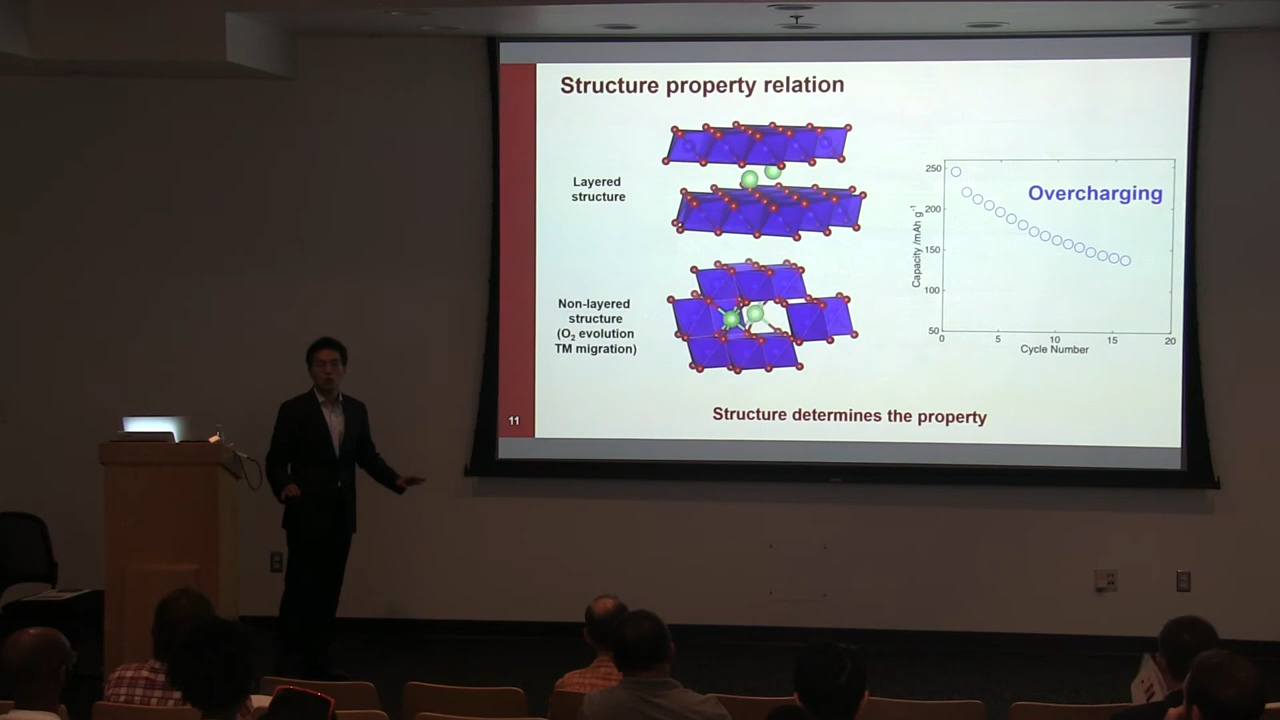 Structure property relation
Layered
structure
Non-layered
structure
(O₂ evolution
TM migration)
Overcharging
Capacity /mAh g⁻¹
250
200
150
100
50
0
5
10
15
20
Cycle Number
Structure determines the property
11